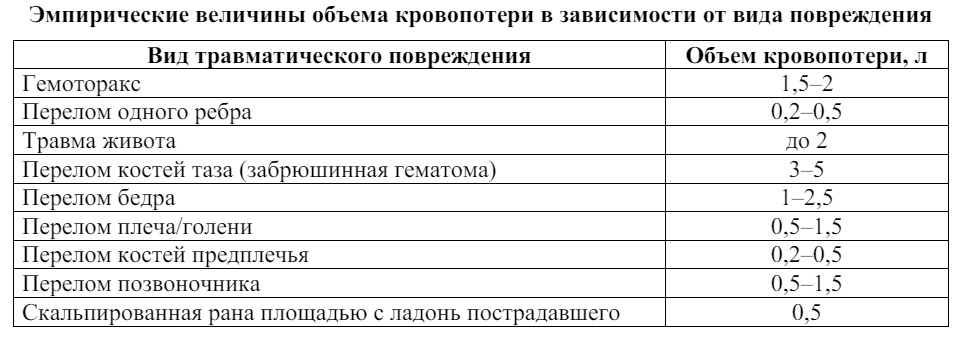 Эмпирические величины объема кровопотери в зависимости от вида повреждения
Вид травматического повреждения Объем кровопотери, л
Гемоторакс 1,5–2
Перелом одного ребра 0,2–0,5
Травма живота до 2
Перелом костей таза (забрюшинная гематома) 3–5
Перелом бедра 1–2,5
Перелом плеча/голени 0,5–1,5
Перелом костей предплечья 0,2–0,5
Перелом позвоночника 0,5–1,5
Скальпированная рана площадью с ладонь пострадавшего 0,5